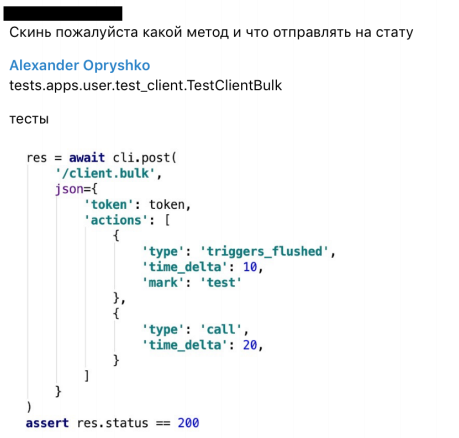 Скинь пожалуйста какой метод и что отправлять на стату
Alexander Opryshko
tests.apps.user.test_client.TestClientBulk
тесты
res = await cli.post(
    '/client.bulk',
    json={
        'token': token,
        'actions': [
            {
                'type': 'triggers_flushed',
                'time_delta': 10,
                'mark': 'test'
            },
            {
                'type': 'call',
                'time_delta': 20,
            }
        ]
    }
)
assert res.status == 200